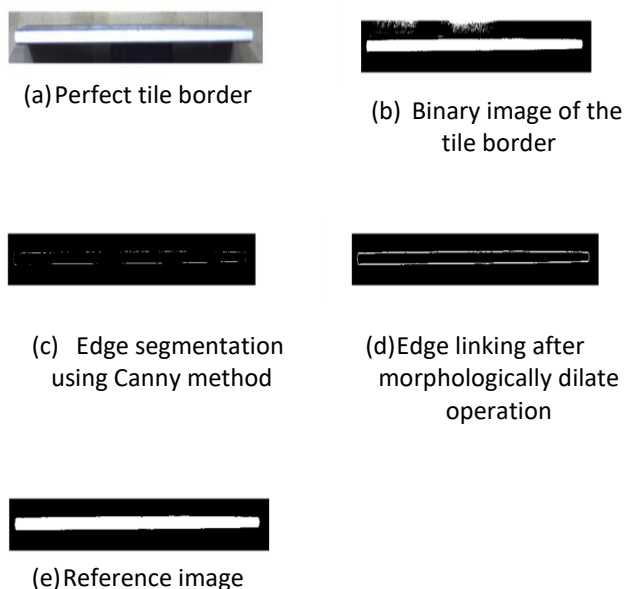 (a) Perfect tile border
(b) Binary image of the
tile border
(c) Edge segmentation
using Canny method
(d) Edge linking after
morphologically dilate
operation
(e) Reference image